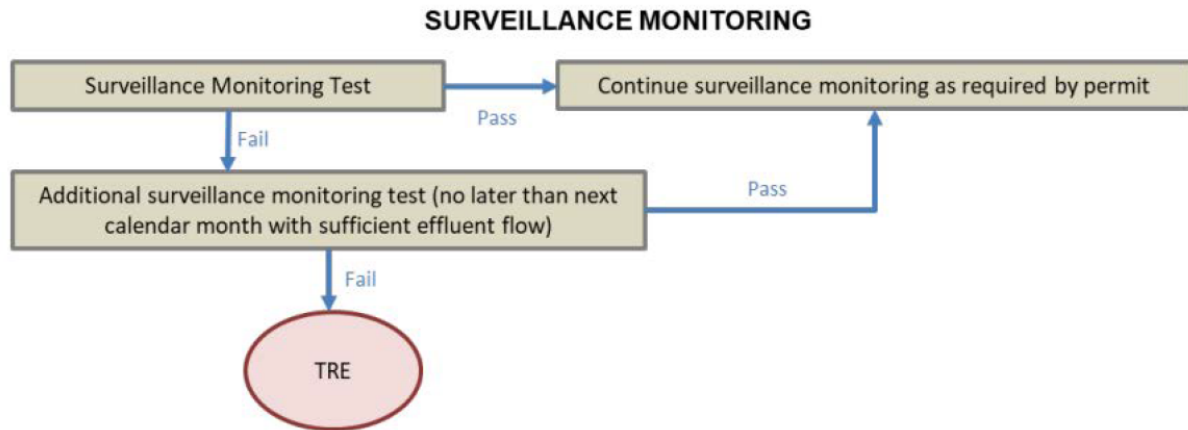 SURVEILLANCE MONITORING
Surveillance Monitoring Test
Pass
Continue surveillance monitoring as required by permit
Fail
Additional surveillance monitoring test (no later than next
calendar month with sufficient effluent flow)
Pass
Fail
TRE